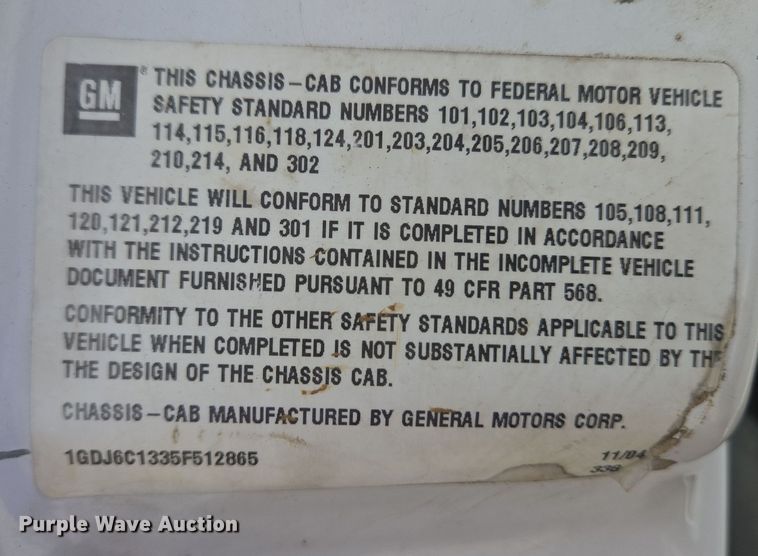 GM® THIS CHASSIS-CAB CONFORMS TO FEDERAL MOTOR VEHICLE
SAFETY STANDARD NUMBERS 101,102,103,104,106,113,
114,115,116,118,124,201,203,204,205,206,207,208,209,
210,214, AND 302
THIS VEHICLE WILL CONFORM TO STANDARD NUMBERS 105,108,111,
120,121,212,219 AND 301 IF IT IS COMPLETED IN ACCORDANCE
WITH THE INSTRUCTIONS CONTAINED IN THE INCOMPLETE VEHICLE
DOCUMENT FURNISHED PURSUANT TO 49 CFR PART 568.
CONFORMITY TO THE OTHER SAFETY STANDARDS APPLICABLE TO THIS
VEHICLE WHEN COMPLETED IS NOT SUBSTANTIALLY AFFECTED BY THE
THE DESIGN OF THE CHASSIS CAB.
CHASSIS-CAB MANUFACTURED BY GENERAL MOTORS CORP.
1GDJ6C1335F512865 11/04
Purple Wave Auction